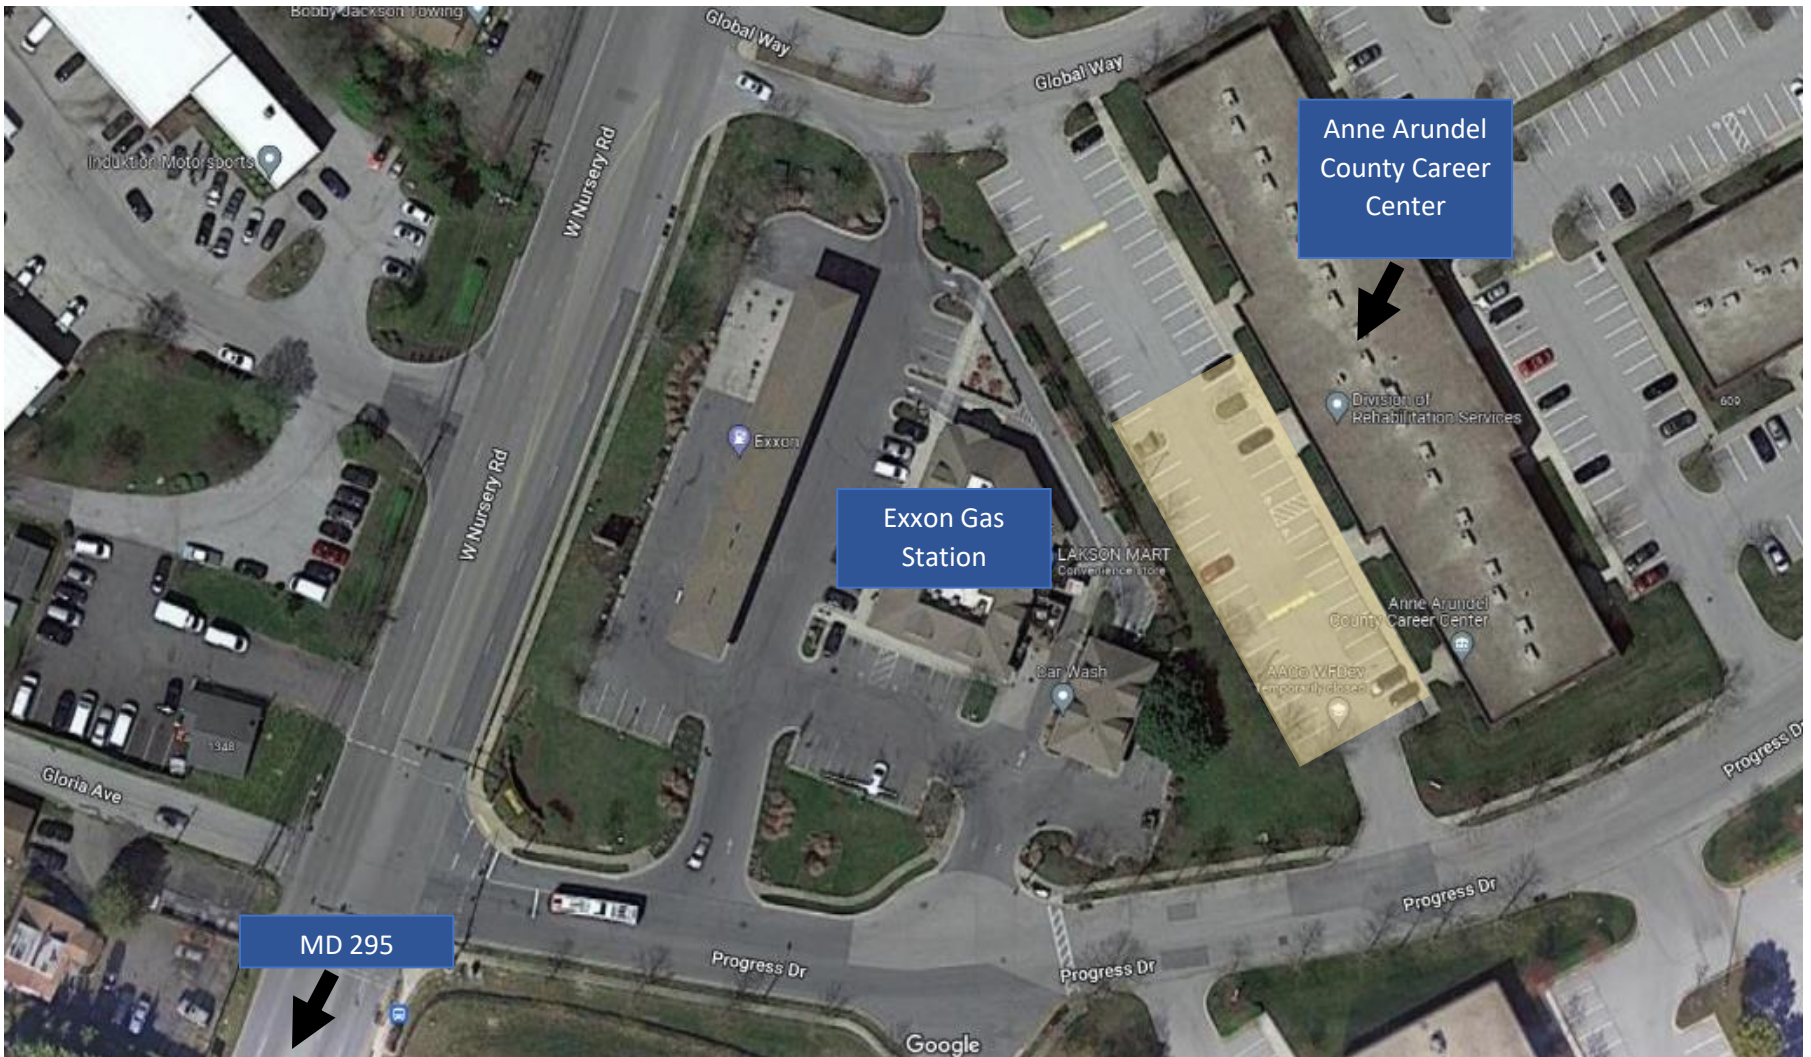 Bobby Jackson Towing
Global Way
Global Way
Anne Arundel
County Career
Center
Induktion Motorsports
W Nursery Rd
Division of
Rehabilitation Services
609
Exxon
W Nursery Rd
Exxon Gas
Station
LAKSON MART
Convenience store
Anne Arundel
County Career Center
Car Wash
AACo WFDev
Temporarily closed
1348
Gloria Ave
Progress Dr
Progress Dr
MD 295
Progress Dr
Progress Dr
Google